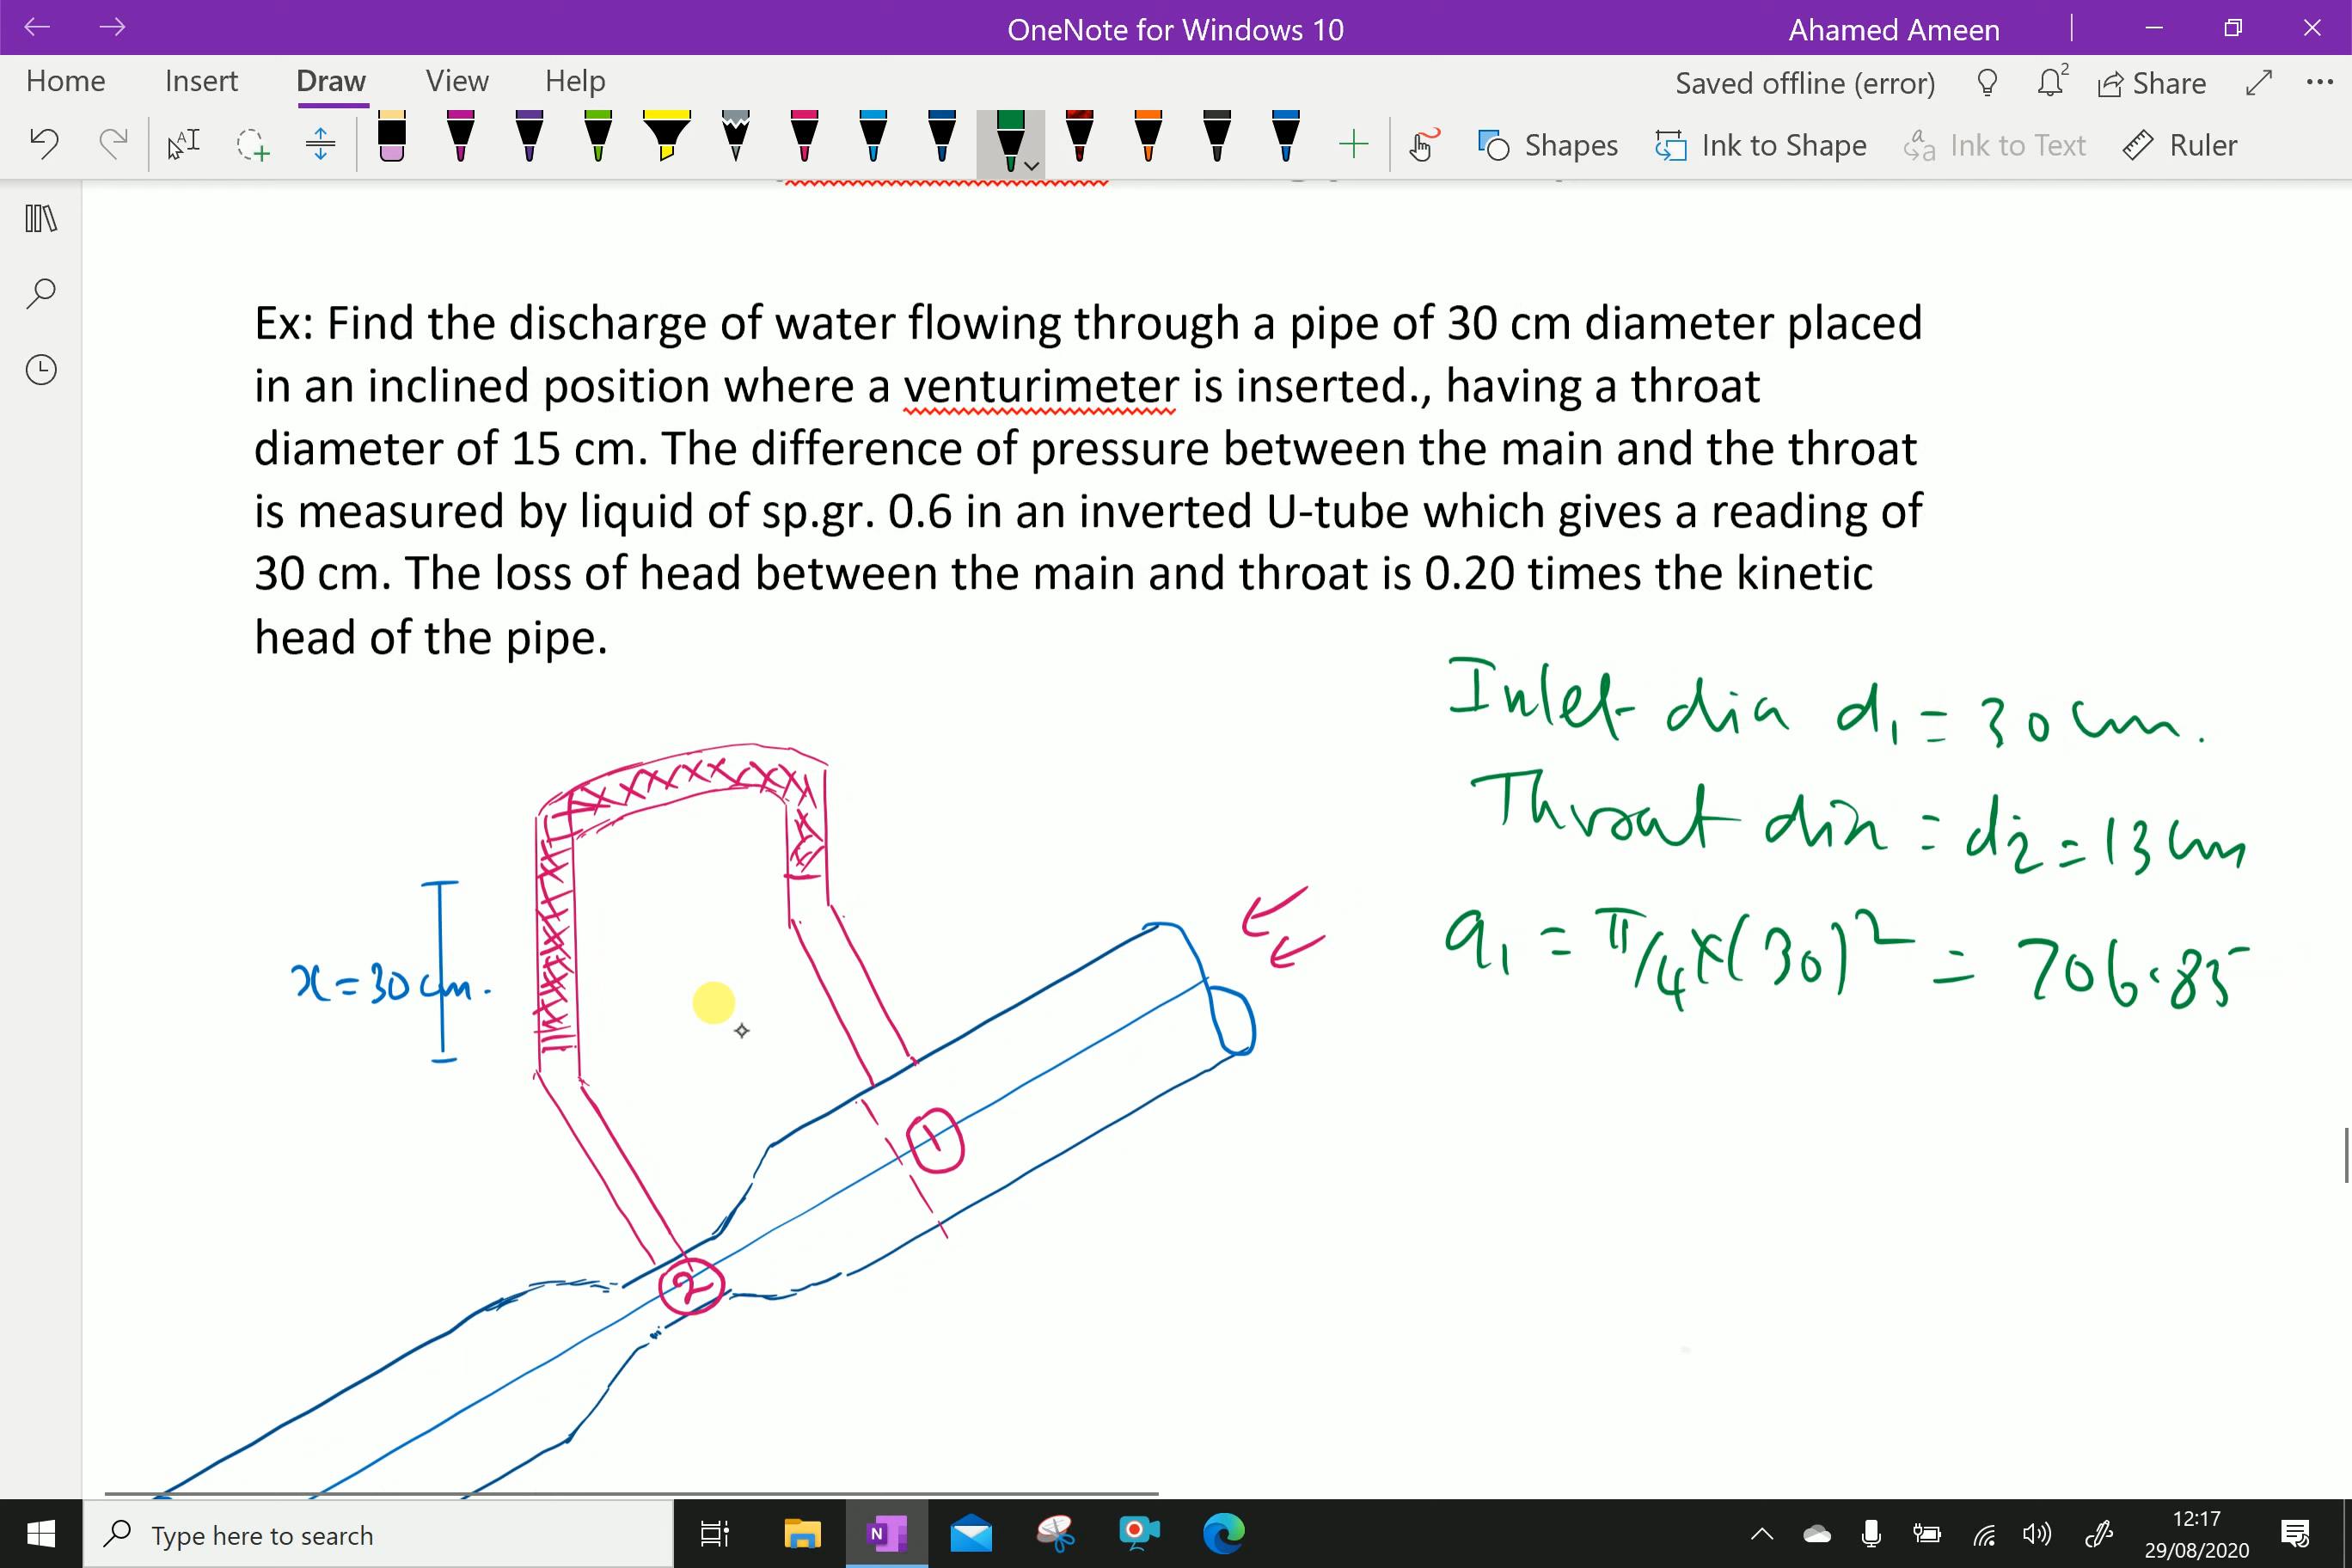 OneNote for Windows 10
Ahamed Ameen
Home Insert Draw View Help
Saved offline (error) 2 Share
Shapes Ink to Shape Ink to Text Ruler
Ex: Find the discharge of water flowing through a pipe of 30 cm diameter placed
in an inclined position where a venturimeter is inserted., having a throat
diameter of 15 cm. The difference of pressure between the main and the throat
is measured by liquid of sp.gr. 0.6 in an inverted U-tube which gives a reading of
30 cm. The loss of head between the main and throat is 0.20 times the kinetic
head of the pipe.
Inlet dia d₁ = 30 cm.
Throat dia = d₂ = 13 cm
a₁ = π/4 x (30)² = 706.85
x = 30 cm.
1
2
Type here to search
12:17
29/08/2020